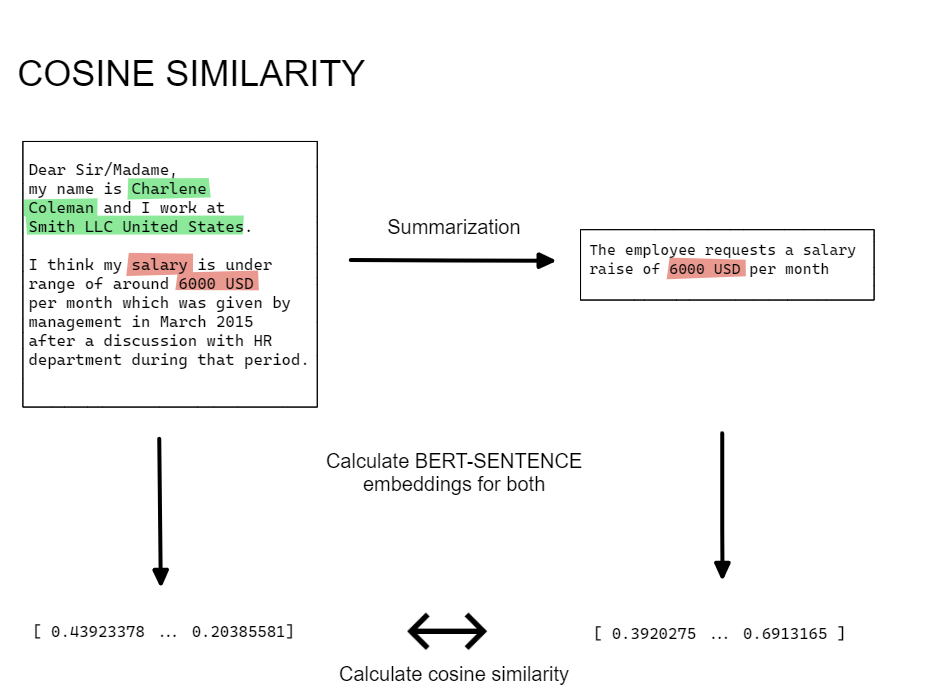 COSINE SIMILARITY
Dear Sir/Madame,
my name is Charlene
Coleman and I work at
Smith LLC United States.
I think my salary is under
range of around 6000 USD
per month which was given by
management in March 2015
after a discussion with HR
department during that period.
Summarization
The employee requests a salary
raise of 6000 USD per month
Calculate BERT-SENTENCE
embeddings for both
[ 0.43923378 ... 0.20385581]
[ 0.3920275 ... 0.6913165 ]
Calculate cosine similarity